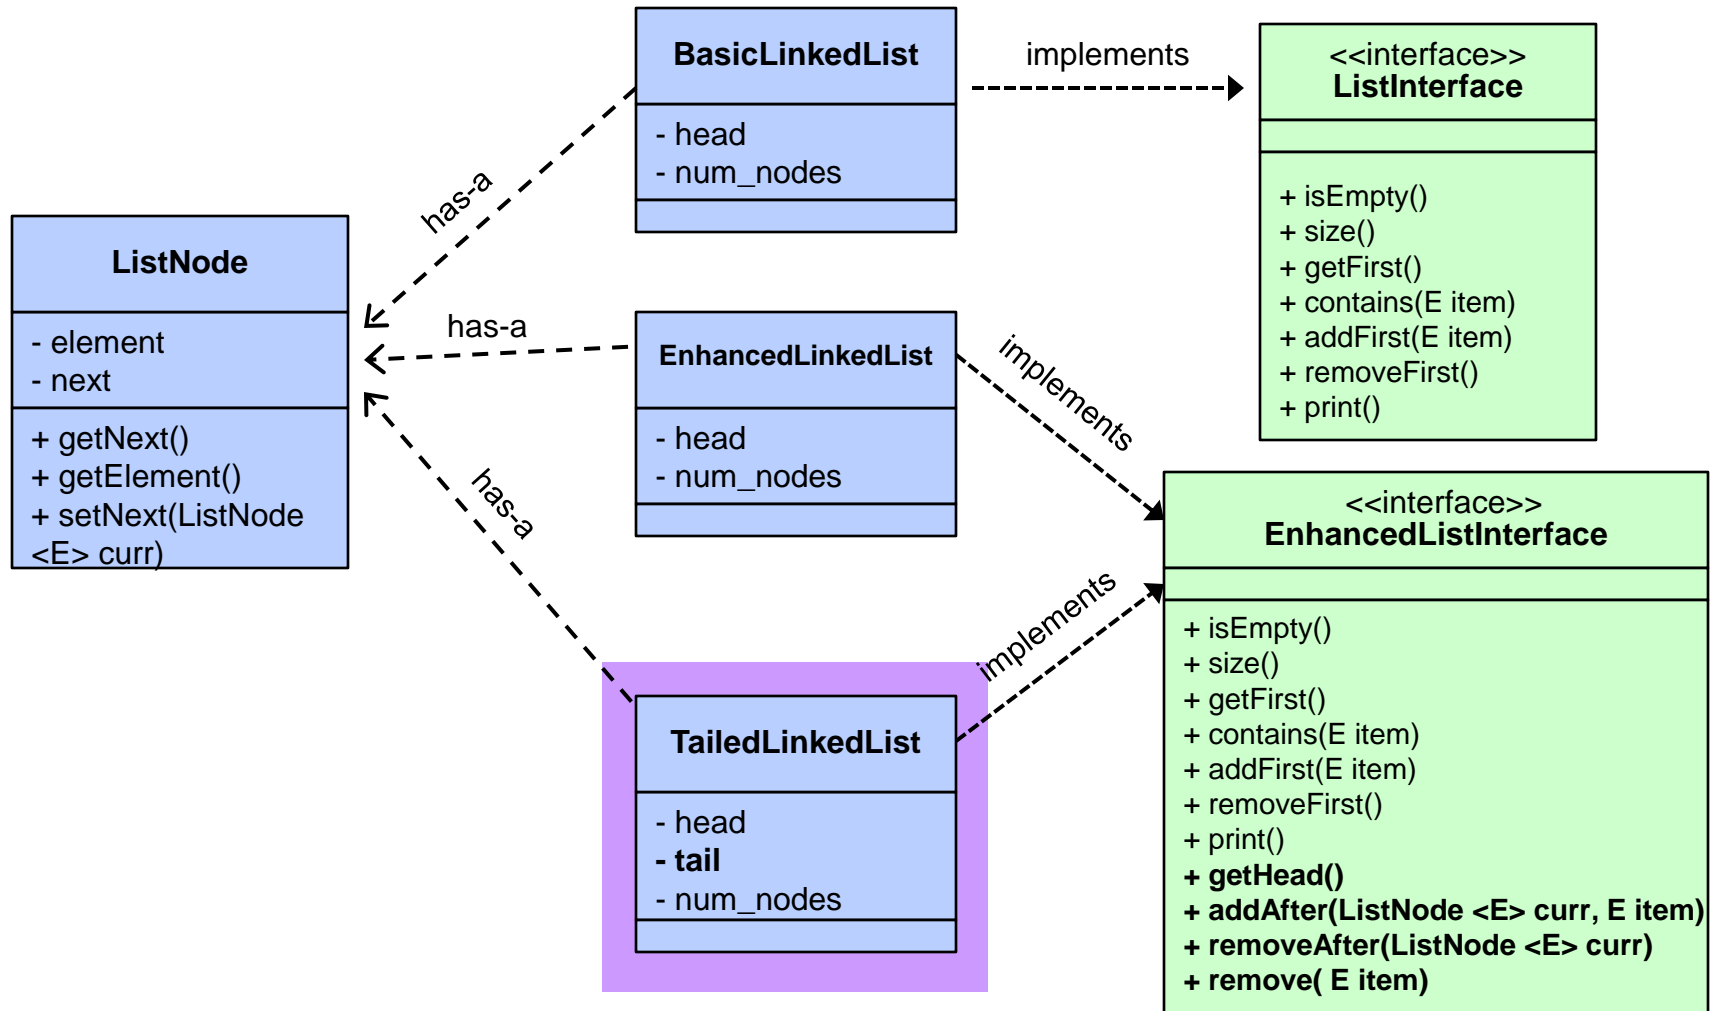 BasicLinkedList
- head
- num_nodes
implements
<<interface>>
ListInterface
+ isEmpty()
+ size()
+ getFirst()
+ contains(E item)
+ addFirst(E item)
+ removeFirst()
+ print()
has-a
ListNode
- element
- next
+ getNext()
+ getElement()
+ setNext(ListNode
<E> curr)
has-a
EnhancedLinkedList
- head
- num_nodes
implements
has-a
TailedLinkedList
- head
- tail
- num_nodes
implements
<<interface>>
EnhancedListInterface
+ isEmpty()
+ size()
+ getFirst()
+ contains(E item)
+ addFirst(E item)
+ removeFirst()
+ print()
+ getHead()
+ addAfter(ListNode <E> curr, E item)
+ removeAfter(ListNode <E> curr)
+ remove( E item)